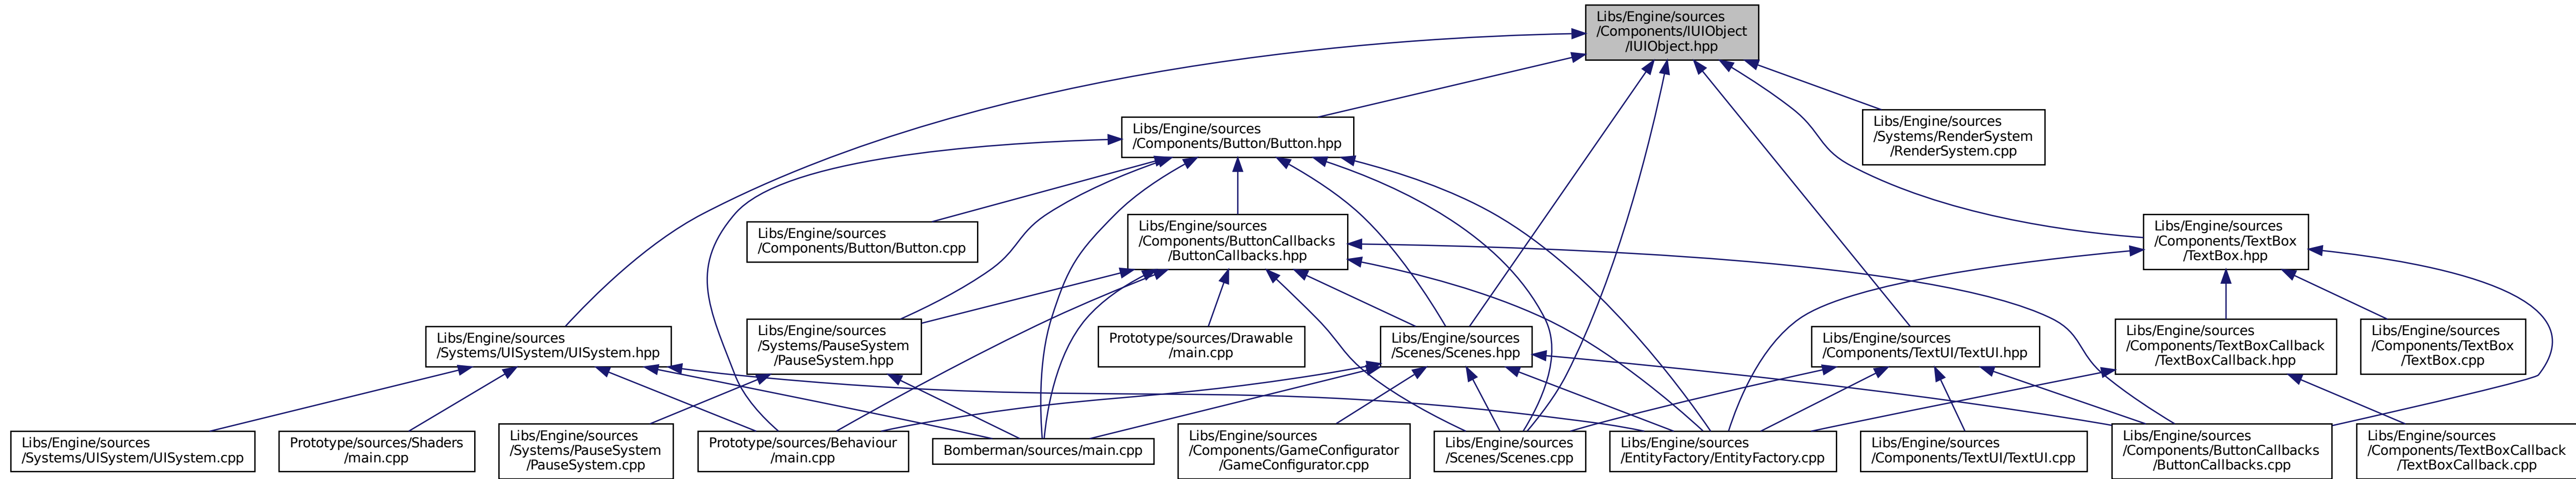 Libs/Engine/sources
/Components/IUIObject
/IUIObject.hpp
Libs/Engine/sources
/Components/Button/Button.hpp
Libs/Engine/sources
/Systems/RenderSystem
/RenderSystem.cpp
Libs/Engine/sources
/Components/Button/Button.cpp
Libs/Engine/sources
/Components/ButtonCallbacks
/ButtonCallbacks.hpp
Libs/Engine/sources
/Components/TextBox
/TextBox.hpp
Libs/Engine/sources
/Systems/UISystem/UISystem.hpp
Libs/Engine/sources
/Systems/PauseSystem
/PauseSystem.hpp
Prototype/sources/Drawable
/main.cpp
Libs/Engine/sources
/Scenes/Scenes.hpp
Libs/Engine/sources
/Components/TextUI/TextUI.hpp
Libs/Engine/sources
/Components/TextBoxCallback
/TextBoxCallback.hpp
Libs/Engine/sources
/Components/TextBox
/TextBox.cpp
Libs/Engine/sources
/Systems/UISystem/UISystem.cpp
Prototype/sources/Shaders
/main.cpp
Libs/Engine/sources
/Systems/PauseSystem
/PauseSystem.cpp
Prototype/sources/Behaviour
/main.cpp
Bomberman/sources/main.cpp
Libs/Engine/sources
/Components/GameConfigurator
/GameConfigurator.cpp
Libs/Engine/sources
/Scenes/Scenes.cpp
Libs/Engine/sources
/EntityFactory/EntityFactory.cpp
Libs/Engine/sources
/Components/TextUI/TextUI.cpp
Libs/Engine/sources
/Components/ButtonCallbacks
/ButtonCallbacks.cpp
Libs/Engine/sources
/Components/TextBoxCallback
/TextBoxCallback.cpp